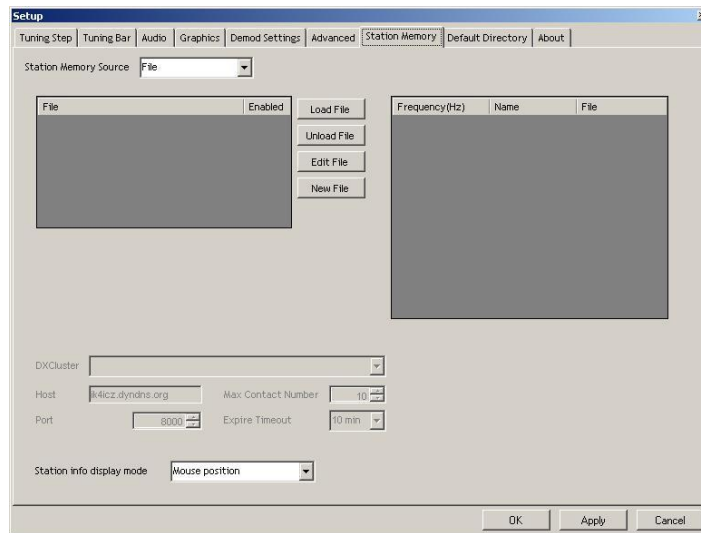 Setup
Tuning Step Tuning Bar Audio Graphics Demod Settings Advanced Station Memory Default Directory About
Station Memory Source File
File Enabled
Load File
Unload File
Edit File
New File
Frequency(Hz) Name File
DXCluster
Host ik4icz.dyndns.org Max Contact Number 10
Port 8000 Expire Timeout 10 min
Station info display mode Mouse position
OK Apply Cancel